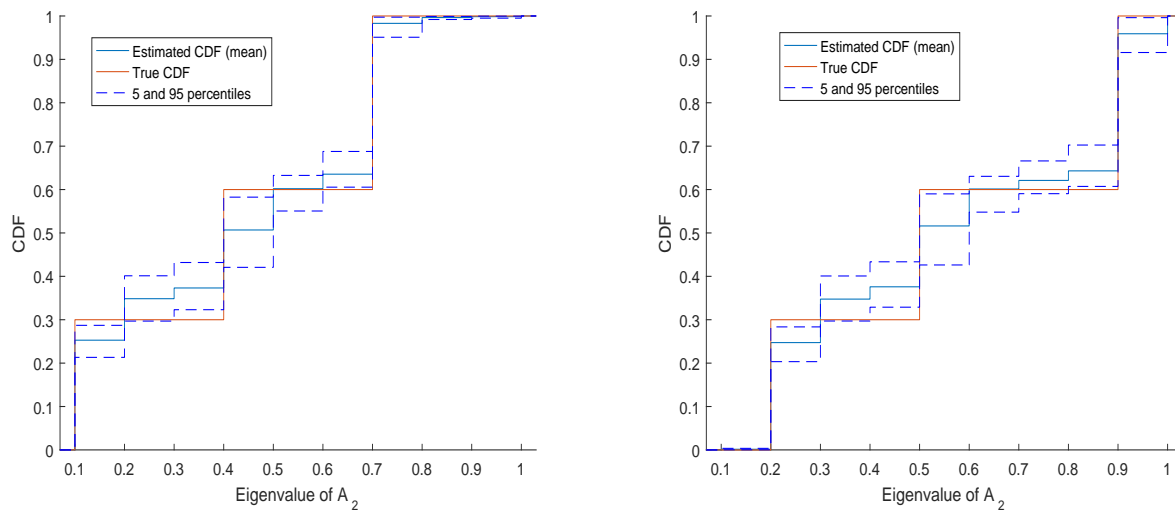 1
0.9
0.8
0.7
0.6
0.5
0.4
0.3
0.2
0.1
0
CDF
Estimated CDF (mean)
True CDF
5 and 95 percentiles
0.1 0.2 0.3 0.4 0.5 0.6 0.7 0.8 0.9 1
Eigenvalue of A 2
1
0.9
0.8
0.7
0.6
0.5
0.4
0.3
0.2
0.1
0
CDF
Estimated CDF (mean)
True CDF
5 and 95 percentiles
0.1 0.2 0.3 0.4 0.5 0.6 0.7 0.8 0.9 1
Eigenvalue of A 2